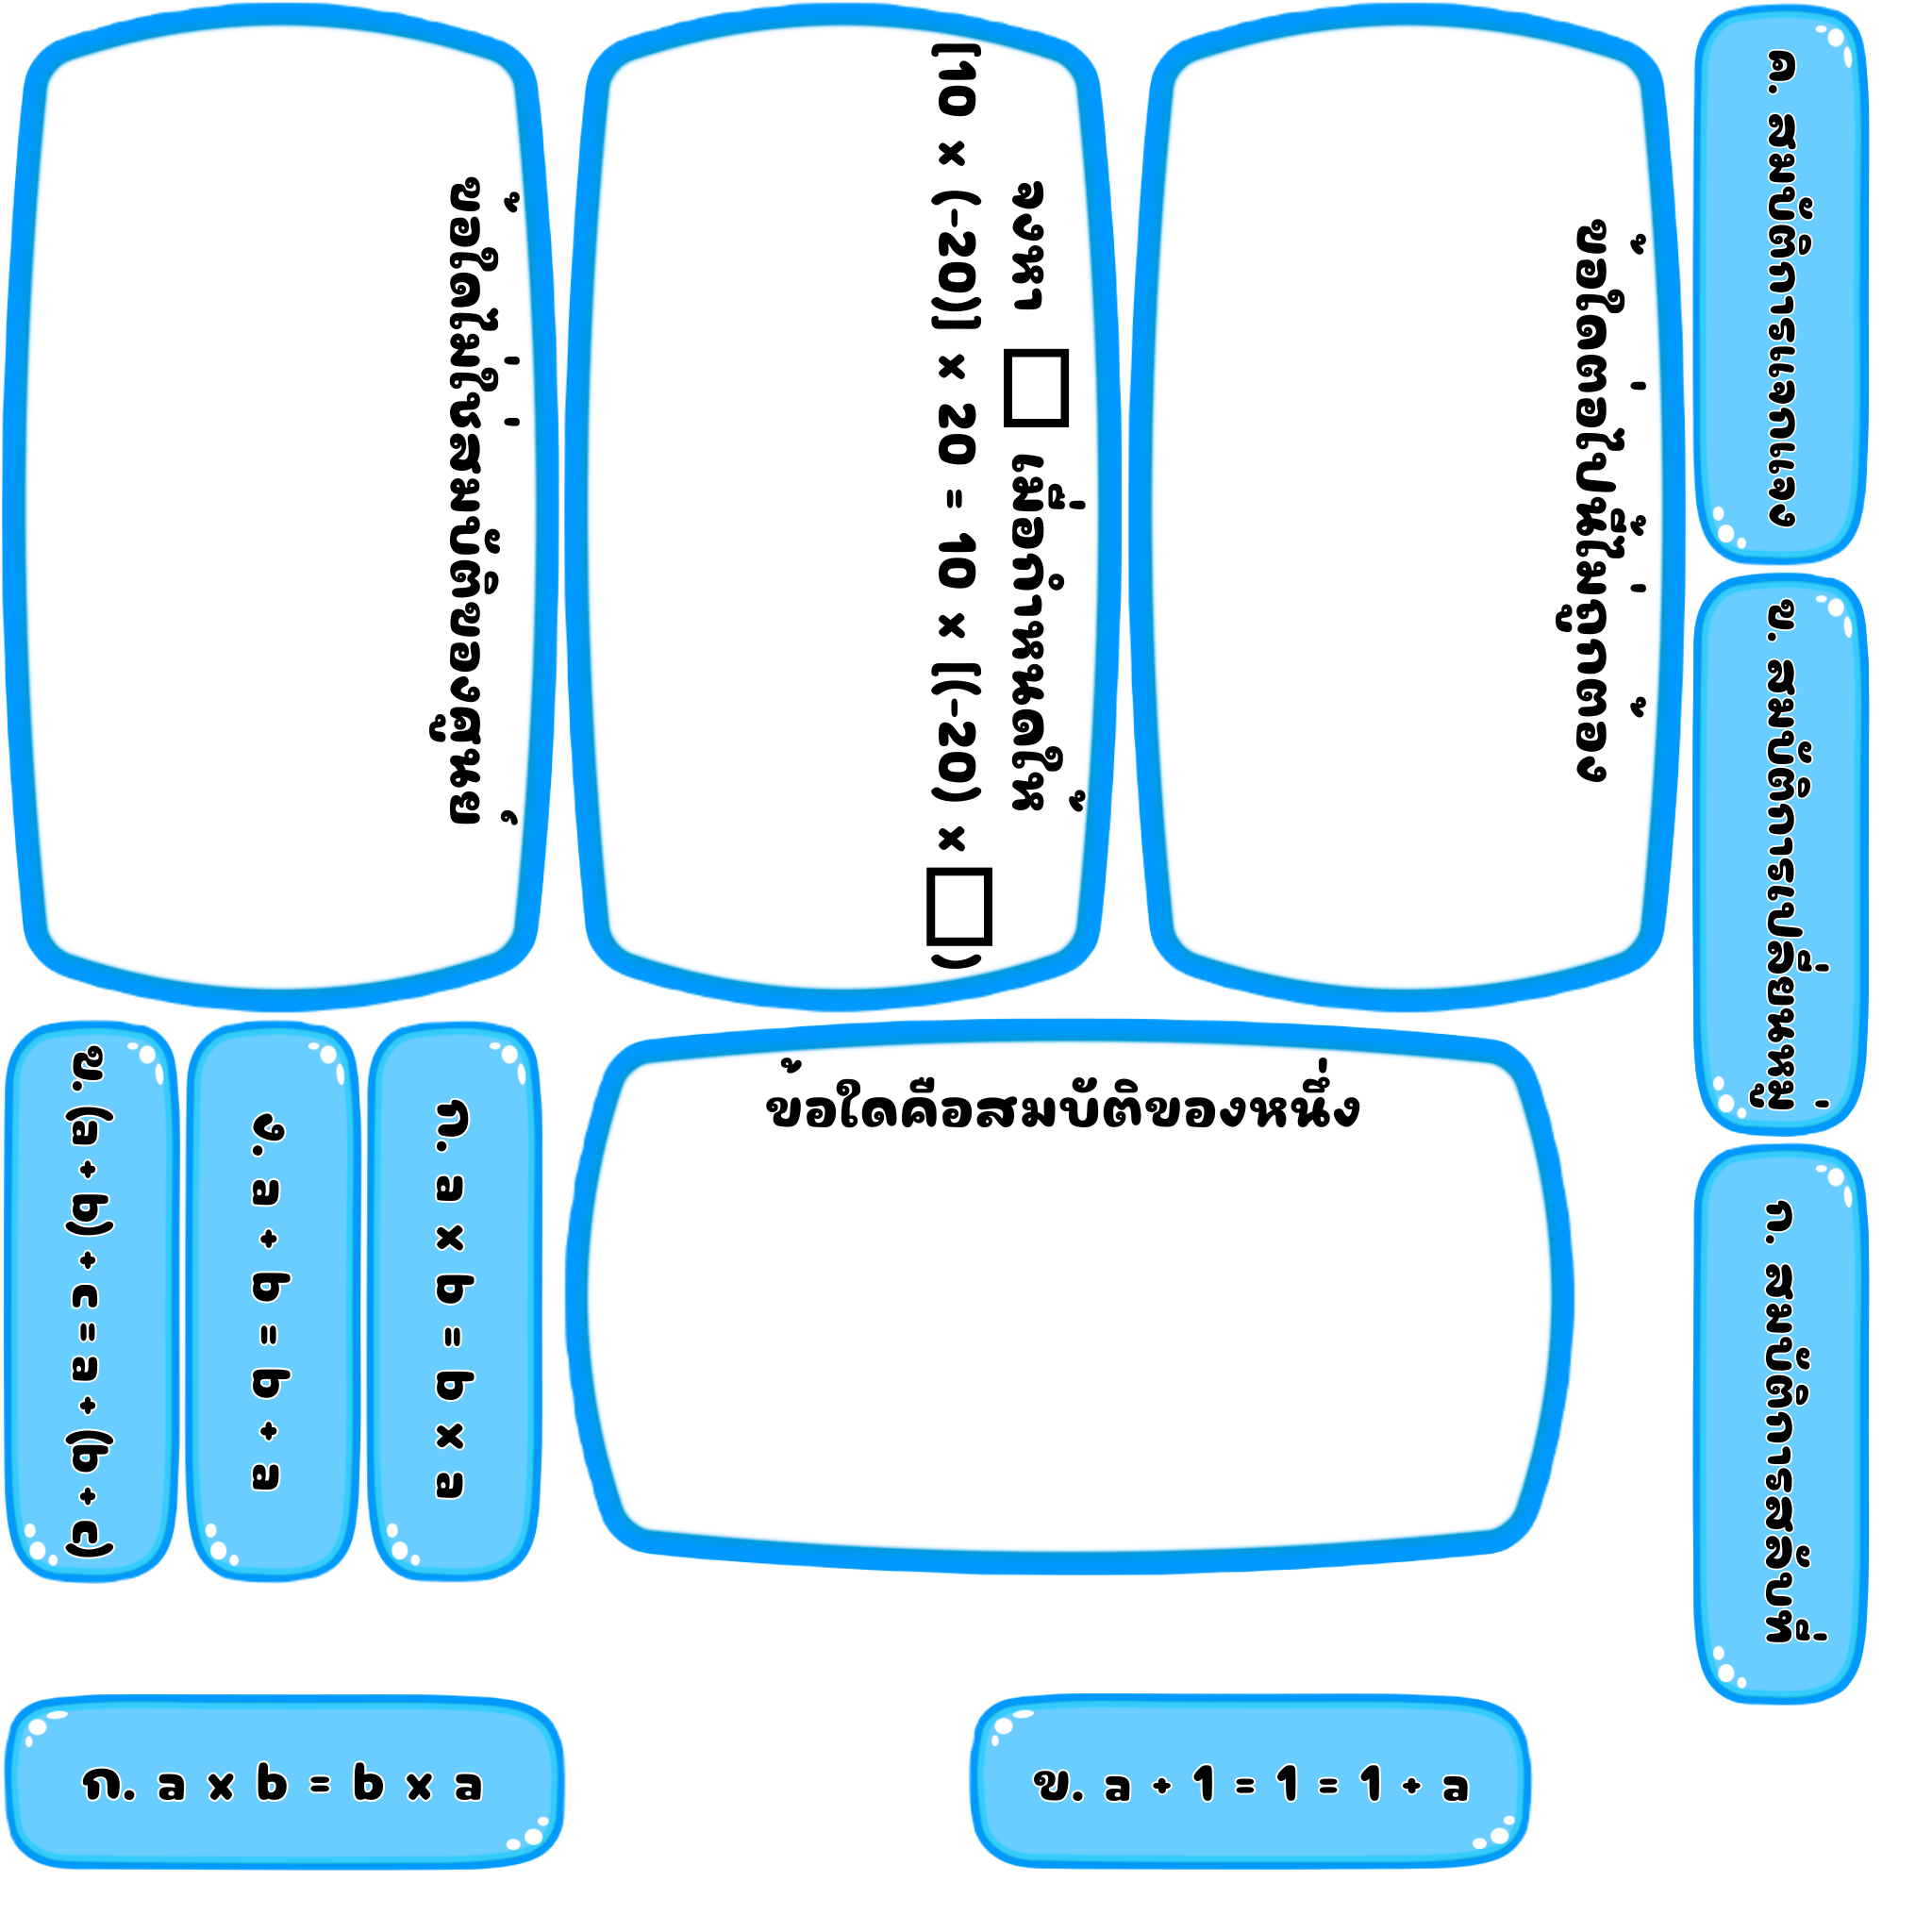 ข้อใดไม่ใช่สมบัติของศูนย์
จงหา □ เมื่อกำหนดให้
[10 × (-20)] × 20 = 10 × [(-20) × □ )
ข้อใดต่อไปนี้ไม่ถูกต้อง
ค. สมบัติการแจกแจง
ข. สมบัติการเปลี่ยนหมู่
ก. สมบัติการสลับที่
ข. (a + b) + c = a + (b + c)
ง. a + b = b + a
ก. a x b = b x a
ข้อใดคือสมบัติของหนึ่ง
ก. a x b = b x a
ข. a + 1 = 1 = 1 + a